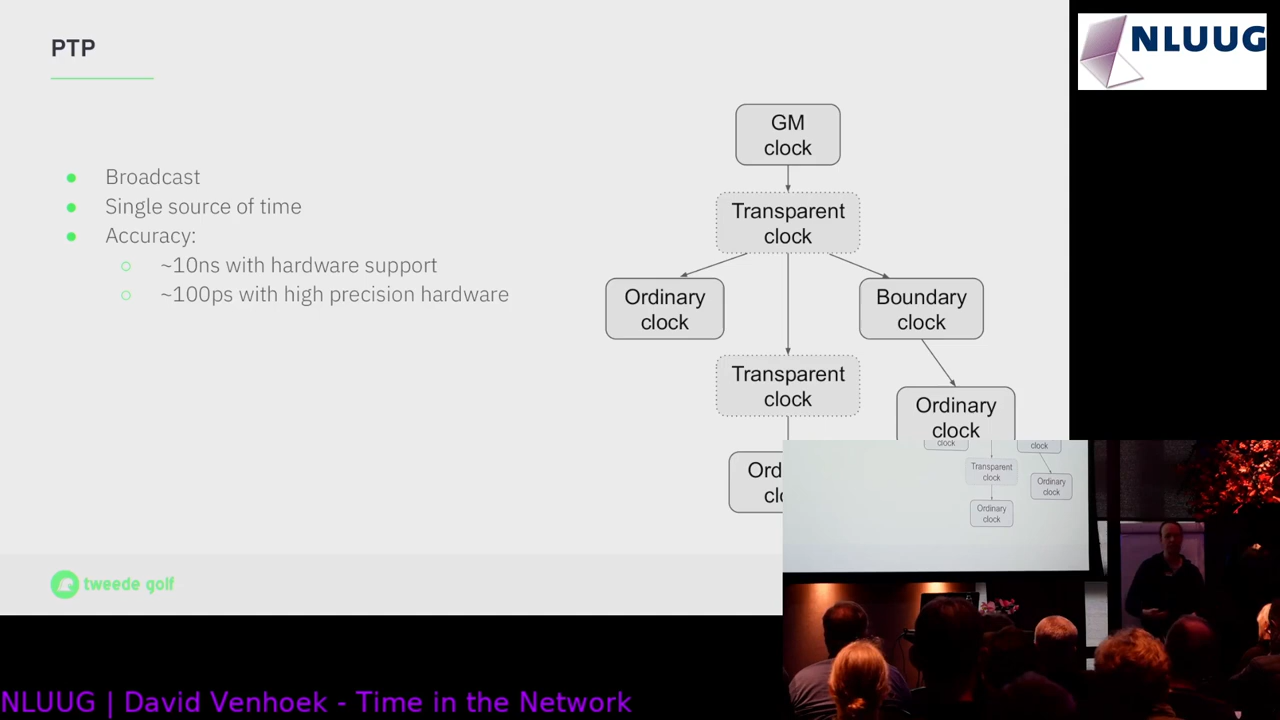 PTP
NLUUG
Broadcast
Single source of time
Accuracy:
~10ns with hardware support
~100ps with high precision hardware
GM
clock
Transparent
clock
Ordinary
clock
Boundary
clock
Transparent
clock
Ordinary
clock
Ord
clo
clock
clock
Transparent
clock
Ordinary
clock
Ordinary
clock
tweede golf
NLUUG | David Venhoek - Time in the Network